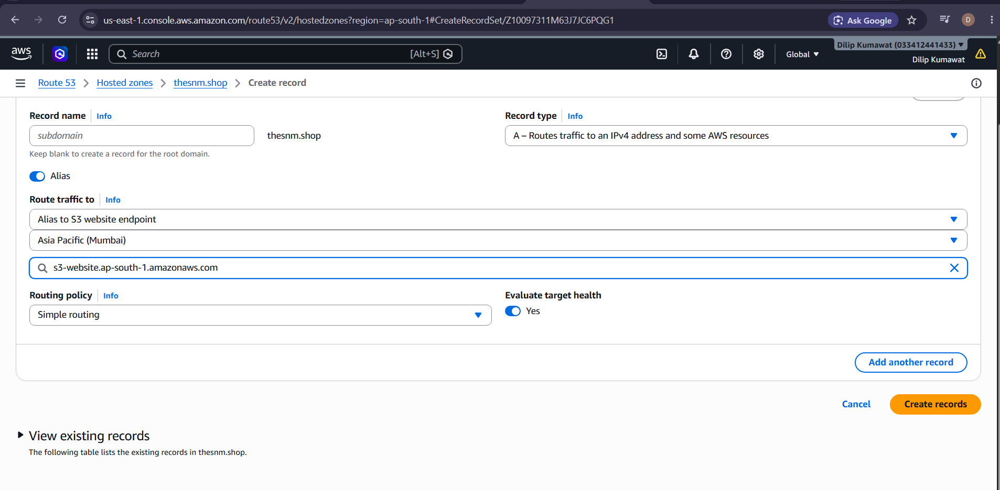 us-east-1.console.aws.amazon.com/route53/v2/hostedzones?region=ap-south-1#CreateRecordSet/Z10097311M63J7JC6PQG1
Ask Google
D
aws
Search
[Alt+S]
Global
Dilip Kumawat (033412441433)
Dilip Kumawat
Route 53
Hosted zones
thesnm.shop
Create record
Record name
Info
Record type
Info
subdomain
thesnm.shop
A – Routes traffic to an IPv4 address and some AWS resources
Keep blank to create a record for the root domain.
Alias
Route traffic to
Info
Alias to S3 website endpoint
Asia Pacific (Mumbai)
s3-website.ap-south-1.amazonaws.com
Routing policy
Info
Evaluate target health
Simple routing
Yes
Add another record
Cancel
Create records
View existing records
The following table lists the existing records in thesnm.shop.